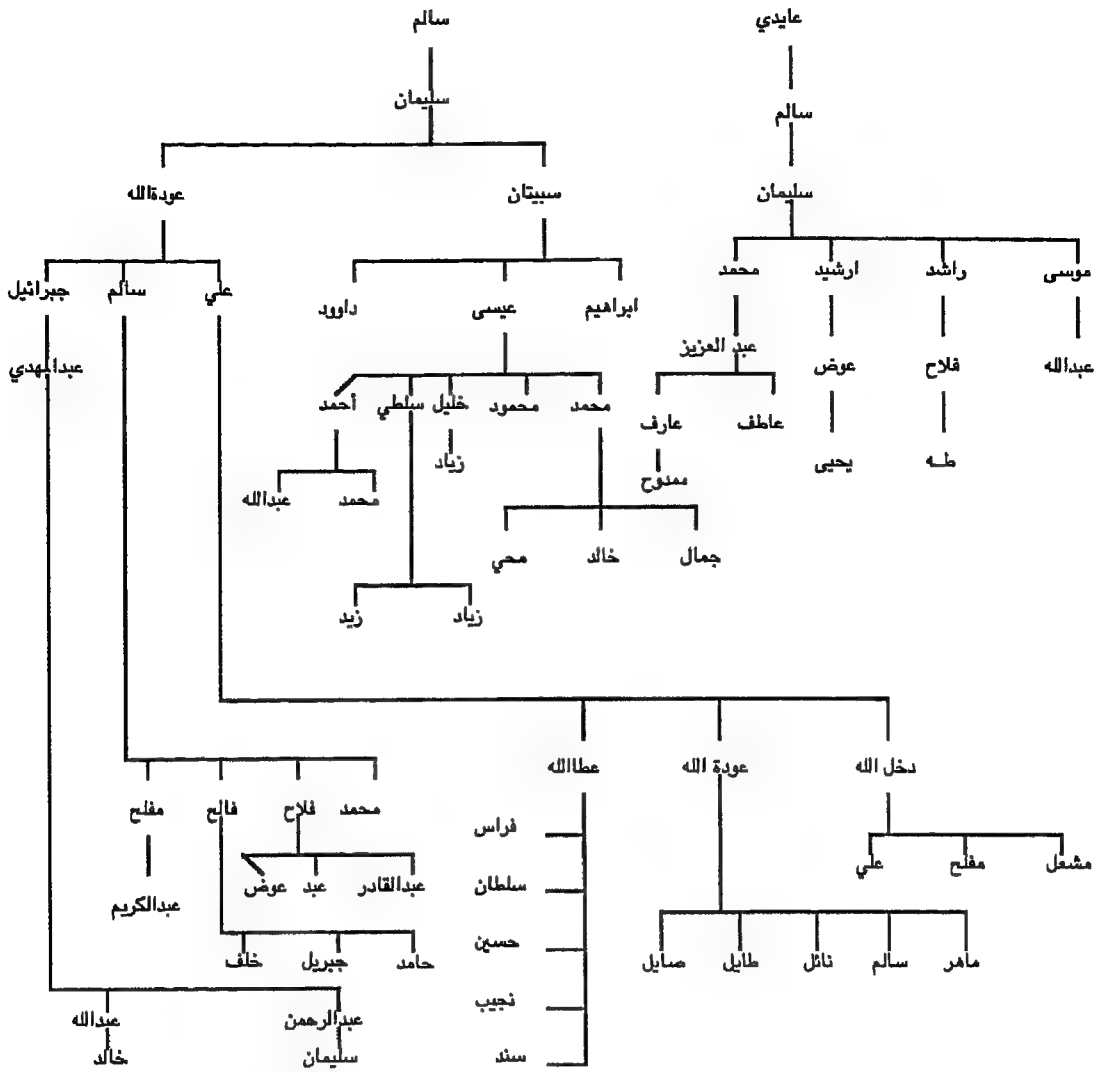 عايدي
سالم
سليمان
سالم
سليمان
سبيتان
عودةالله
موسى
راشد
ارشيد
محمد
ابراهيم
عيسى
داوود
علي
سالم
جبرائيل
عبدالله
فلاح
عوض
عبد العزيز
عبدالمهدي
عاطف
عارف
محمد
محمود
خليل
سلطي
أحمد
طه
يحيى
ممدوح
زياد
محمد
عبدالله
جمال
خالد
محي
زياد
زيد
دخل الله
عودة الله
عطاالله
محمد
فلاح
فالح
مفلح
فراس
مشعل
مفلح
علي
عبدالقادر
عبد
عوض
عبدالكريم
سلطان
حسين
ماهر
سالم
نائل
طايل
صايل
حامد
جبريل
خلف
نجيب
عبدالرحمن
عبدالله
سند
سليمان
خالد